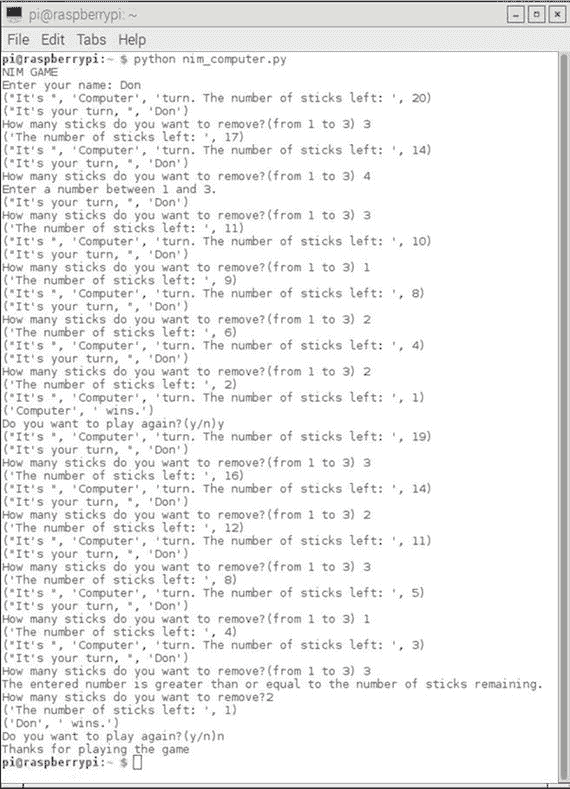 pi@raspberrypi: ~
File Edit Tabs Help
pi@raspberrypi:~ $ python nim_computer.py
NIM GAME
Enter your name: Don
("It's ", 'Computer', 'turn. The number of sticks left: ', 20)
("It's your turn, ", 'Don')
How many sticks do you want to remove?(from 1 to 3) 3
('The number of sticks left: ', 17)
("It's ", 'Computer', 'turn. The number of sticks left: ', 14)
("It's your turn, ", 'Don')
How many sticks do you want to remove?(from 1 to 3) 4
Enter a number between 1 and 3.
("It's your turn, ", 'Don')
How many sticks do you want to remove?(from 1 to 3) 3
('The number of sticks left: ', 11)
("It's ", 'Computer', 'turn. The number of sticks left: ', 10)
("It's your turn, ", 'Don')
How many sticks do you want to remove?(from 1 to 3) 1
('The number of sticks left: ', 9)
("It's ", 'Computer', 'turn. The number of sticks left: ', 8)
("It's your turn, ", 'Don')
How many sticks do you want to remove?(from 1 to 3) 2
('The number of sticks left: ', 6)
("It's ", 'Computer', 'turn. The number of sticks left: ', 4)
("It's your turn, ", 'Don')
How many sticks do you want to remove?(from 1 to 3) 2
('The number of sticks left: ', 2)
("It's ", 'Computer', 'turn. The number of sticks left: ', 1)
('Computer', ' wins.')
Do you want to play again?(y/n)y
("It's ", 'Computer', 'turn. The number of sticks left: ', 19)
("It's your turn, ", 'Don')
How many sticks do you want to remove?(from 1 to 3) 3
('The number of sticks left: ', 16)
("It's ", 'Computer', 'turn. The number of sticks left: ', 14)
("It's your turn, ", 'Don')
How many sticks do you want to remove?(from 1 to 3) 2
('The number of sticks left: ', 12)
("It's ", 'Computer', 'turn. The number of sticks left: ', 11)
("It's your turn, ", 'Don')
How many sticks do you want to remove?(from 1 to 3) 3
('The number of sticks left: ', 8)
("It's ", 'Computer', 'turn. The number of sticks left: ', 5)
("It's your turn, ", 'Don')
How many sticks do you want to remove?(from 1 to 3) 1
('The number of sticks left: ', 4)
("It's ", 'Computer', 'turn. The number of sticks left: ', 3)
("It's your turn, ", 'Don')
How many sticks do you want to remove?(from 1 to 3) 3
The entered number is greater than or equal to the number of sticks remaining.
How many sticks do you want to remove?2
('The number of sticks left: ', 1)
('Don', ' wins.')
Do you want to play again?(y/n)n
Thanks for playing the game
pi@raspberrypi:~ $